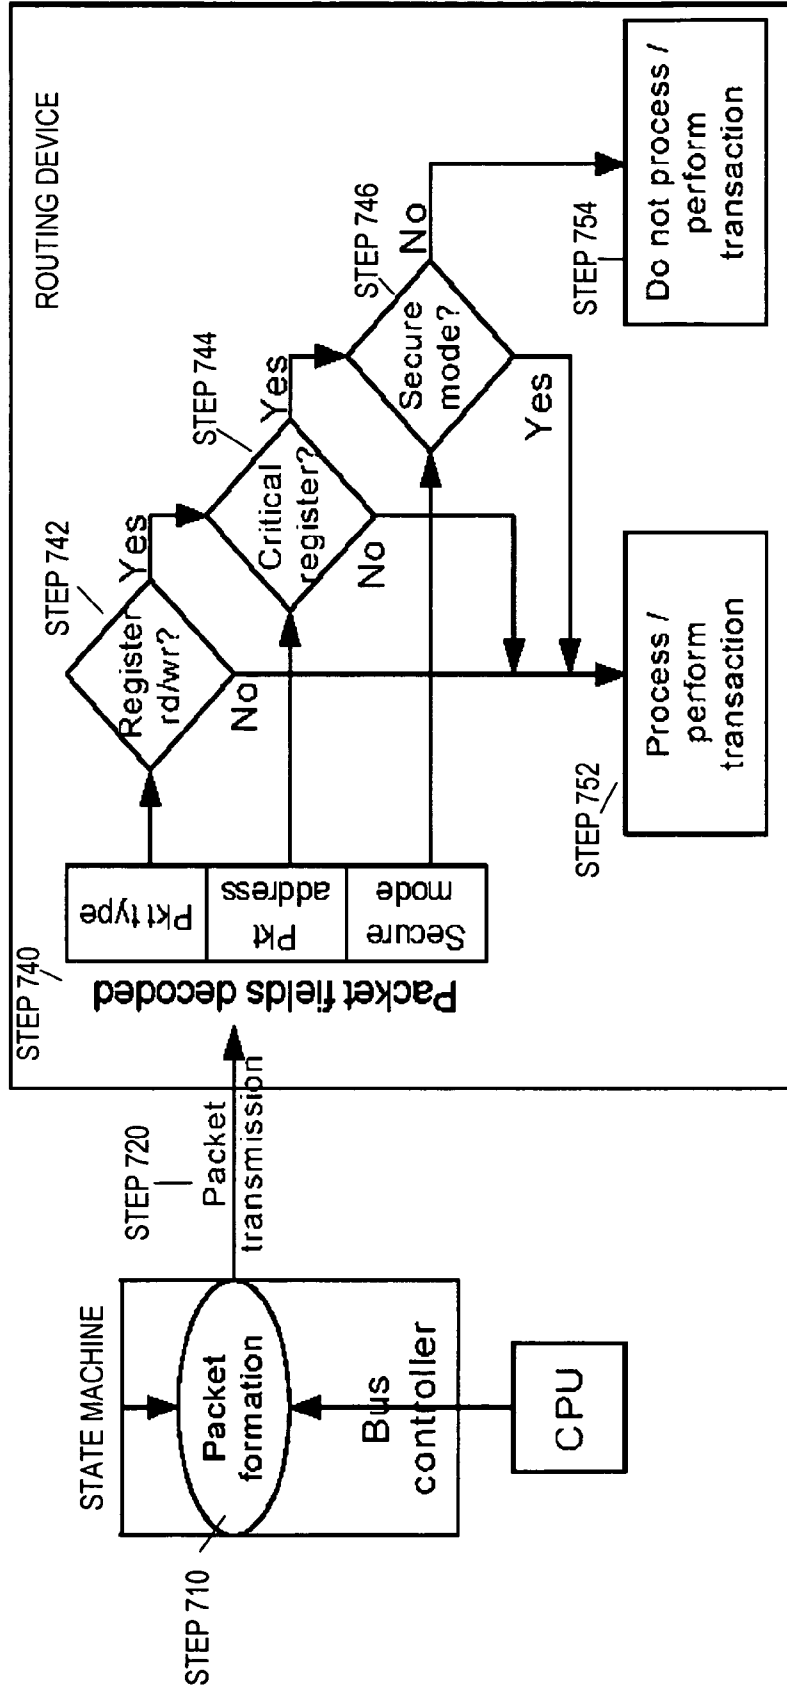 STATE MACHINE
STEP 710
Packet
formation
Bus
controller
CPU
STEP 720
Packet
transmission
ROUTING DEVICE
STEP 740
Packet fields decoded
Pkt type
Pkt
address
Secure
mode
STEP 742
Register
rd/wr?
Yes
No
STEP 744
Critical
register?
Yes
No
STEP 746
Secure
mode?
No
Yes
STEP 752
Process /
perform
transaction
STEP 754
Do not process /
perform
transaction